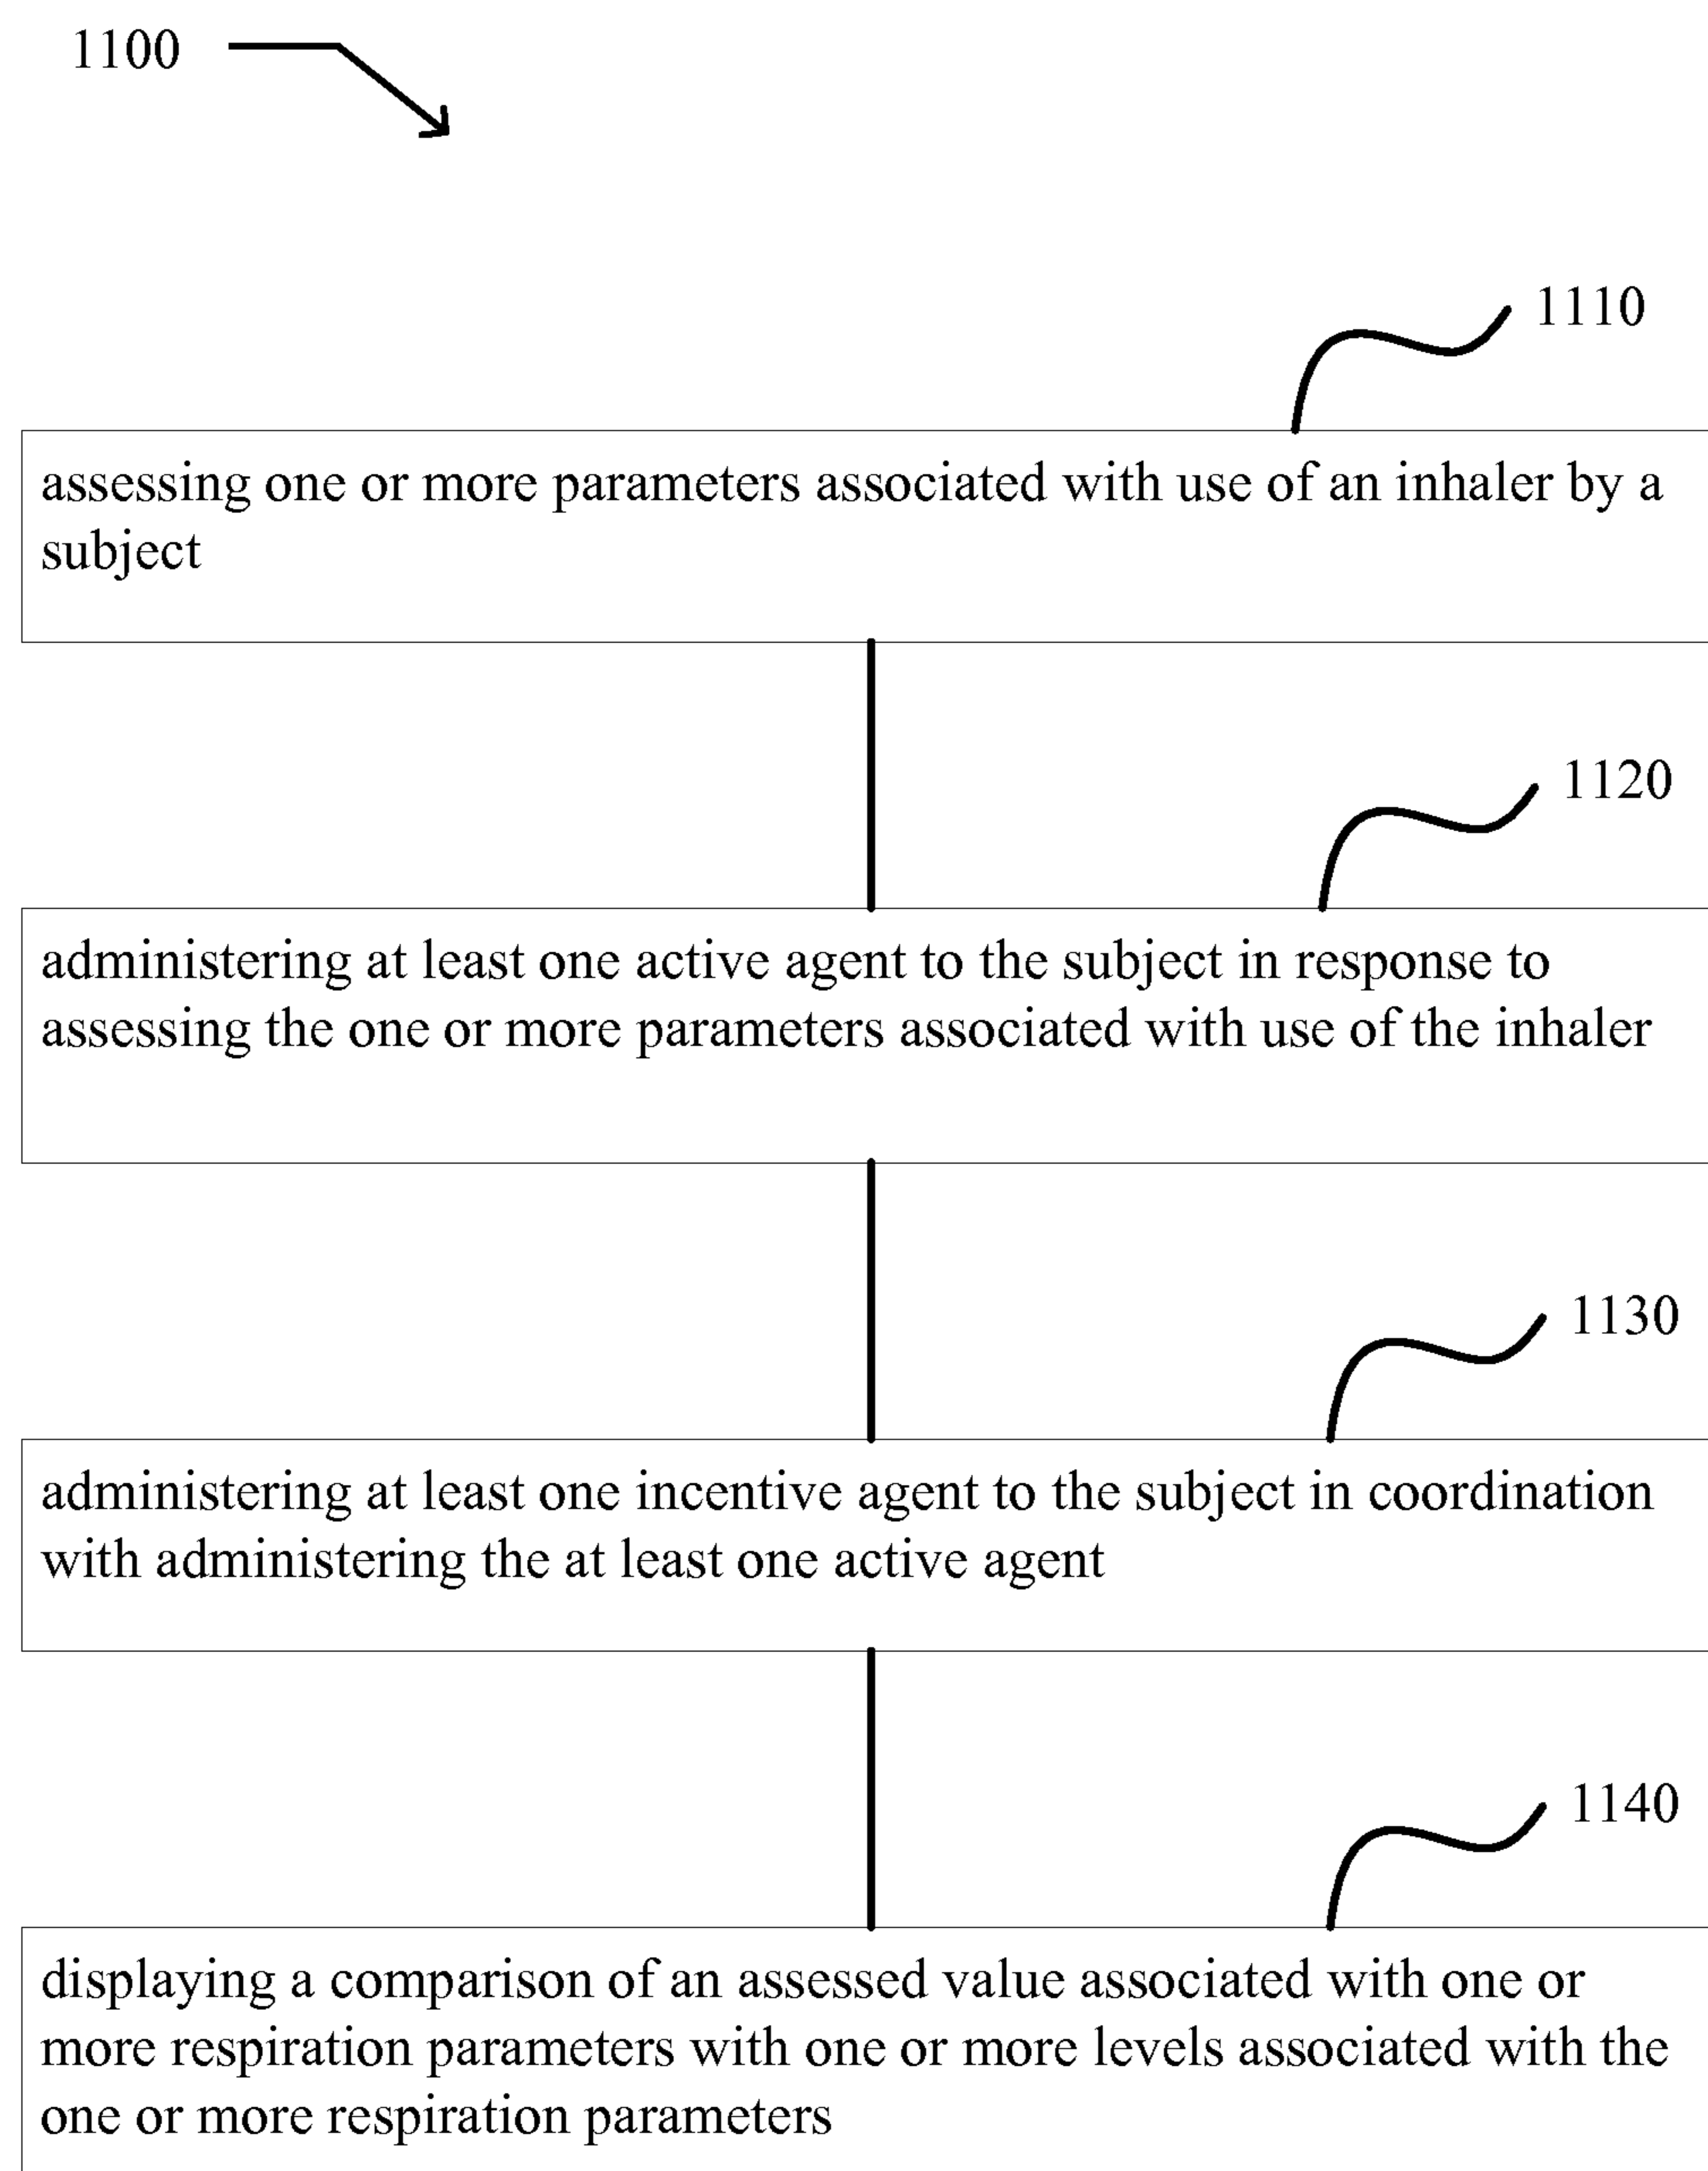 1100
1110
assessing one or more parameters associated with use of an inhaler by a
subject
1120
administering at least one active agent to the subject in response to
assessing the one or more parameters associated with use of the inhaler
1130
administering at least one incentive agent to the subject in coordination
with administering the at least one active agent
1140
displaying a comparison of an assessed value associated with one or
more respiration parameters with one or more levels associated with the
one or more respiration parameters